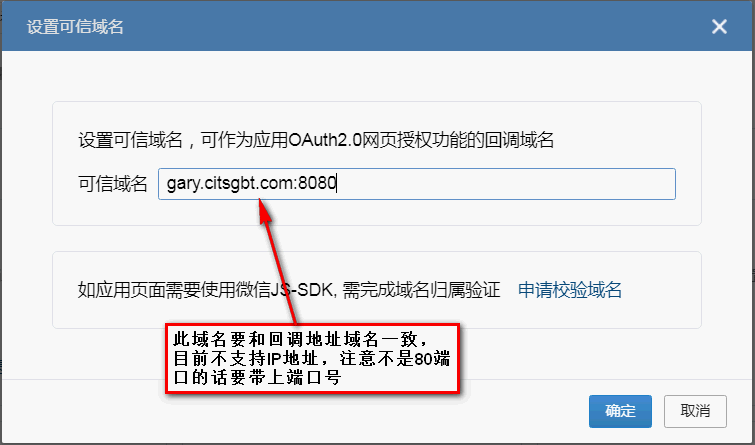 设置可信域名
设置可信域名，可作为应用OAuth2.0网页授权功能的回调域名
可信域名 gary.citsgbt.com:8080
如应用页面需要使用微信JS-SDK, 需完成域名归属验证 申请校验域名
此域名要和回调地址域名一致，
目前不支持IP地址，注意不是80端
口的话要带上端口号
确定 取消